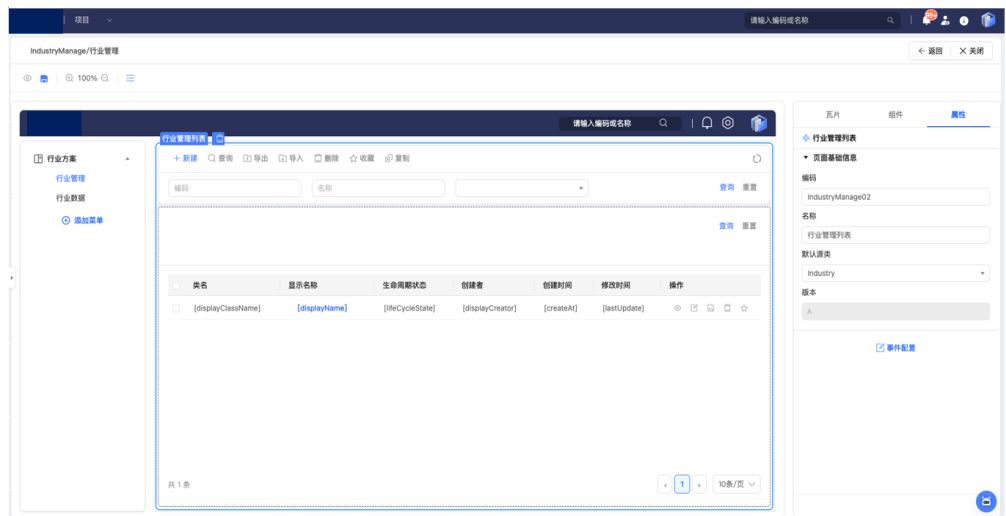 项目 请输入编码或名称 99+
IndustryManage/行业管理 返回 关闭
100%
请输入编码或名称
瓦片 组件 属性
行业管理列表
行业管理列表
行业方案
新建 查询 导出 导入 删除 收藏 复制
页面基础信息
行业管理
编码 名称 查询 重置
编码
IndustryManage02
行业数据
名称
添加菜单
查询 重置
行业管理列表
默认源类
Industry
类名 显示名称 生命周期状态 创建者 创建时间 修改时间 操作
版本
[displayClassName] [displayName] [lifeCycleState] [displayCreator] [createAt] [lastUpdate]
A
事件配置
共 1 条 1 10条/页